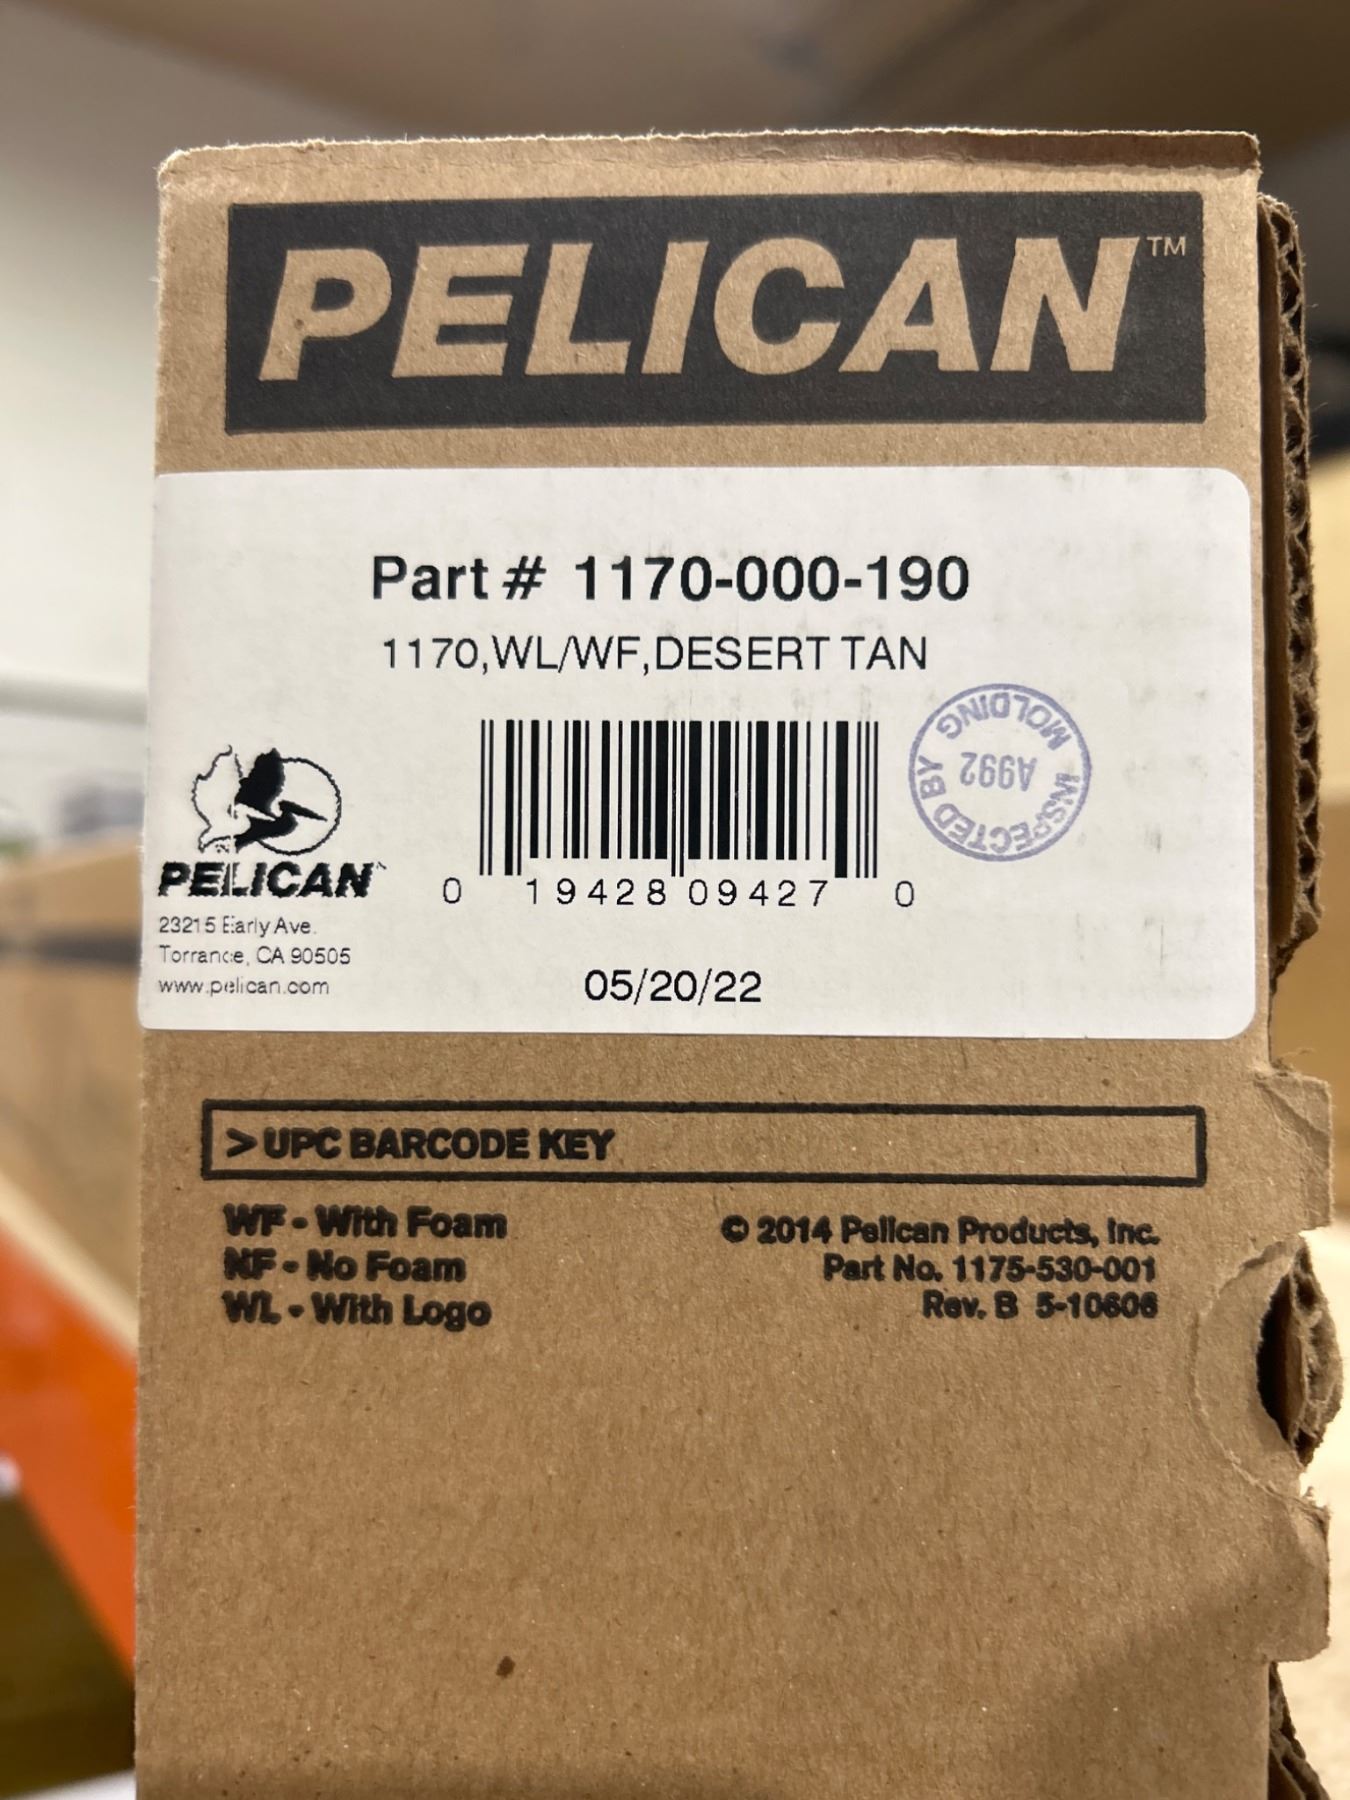 PELICAN™
Part # 1170-000-190
1170,WL/WF,DESERT TAN
INSPECTED BY
MOLDING
A992
PELICAN™
23215 Early Ave.
Torrance, CA 90505
www.pelican.com
0 19428 09427 0
05/20/22
>UPC BARCODE KEY
WF - With Foam
NF - No Foam
WL - With Logo
© 2014 Pelican Products, Inc.
Part No. 1175-530-001
Rev. B 5-10606